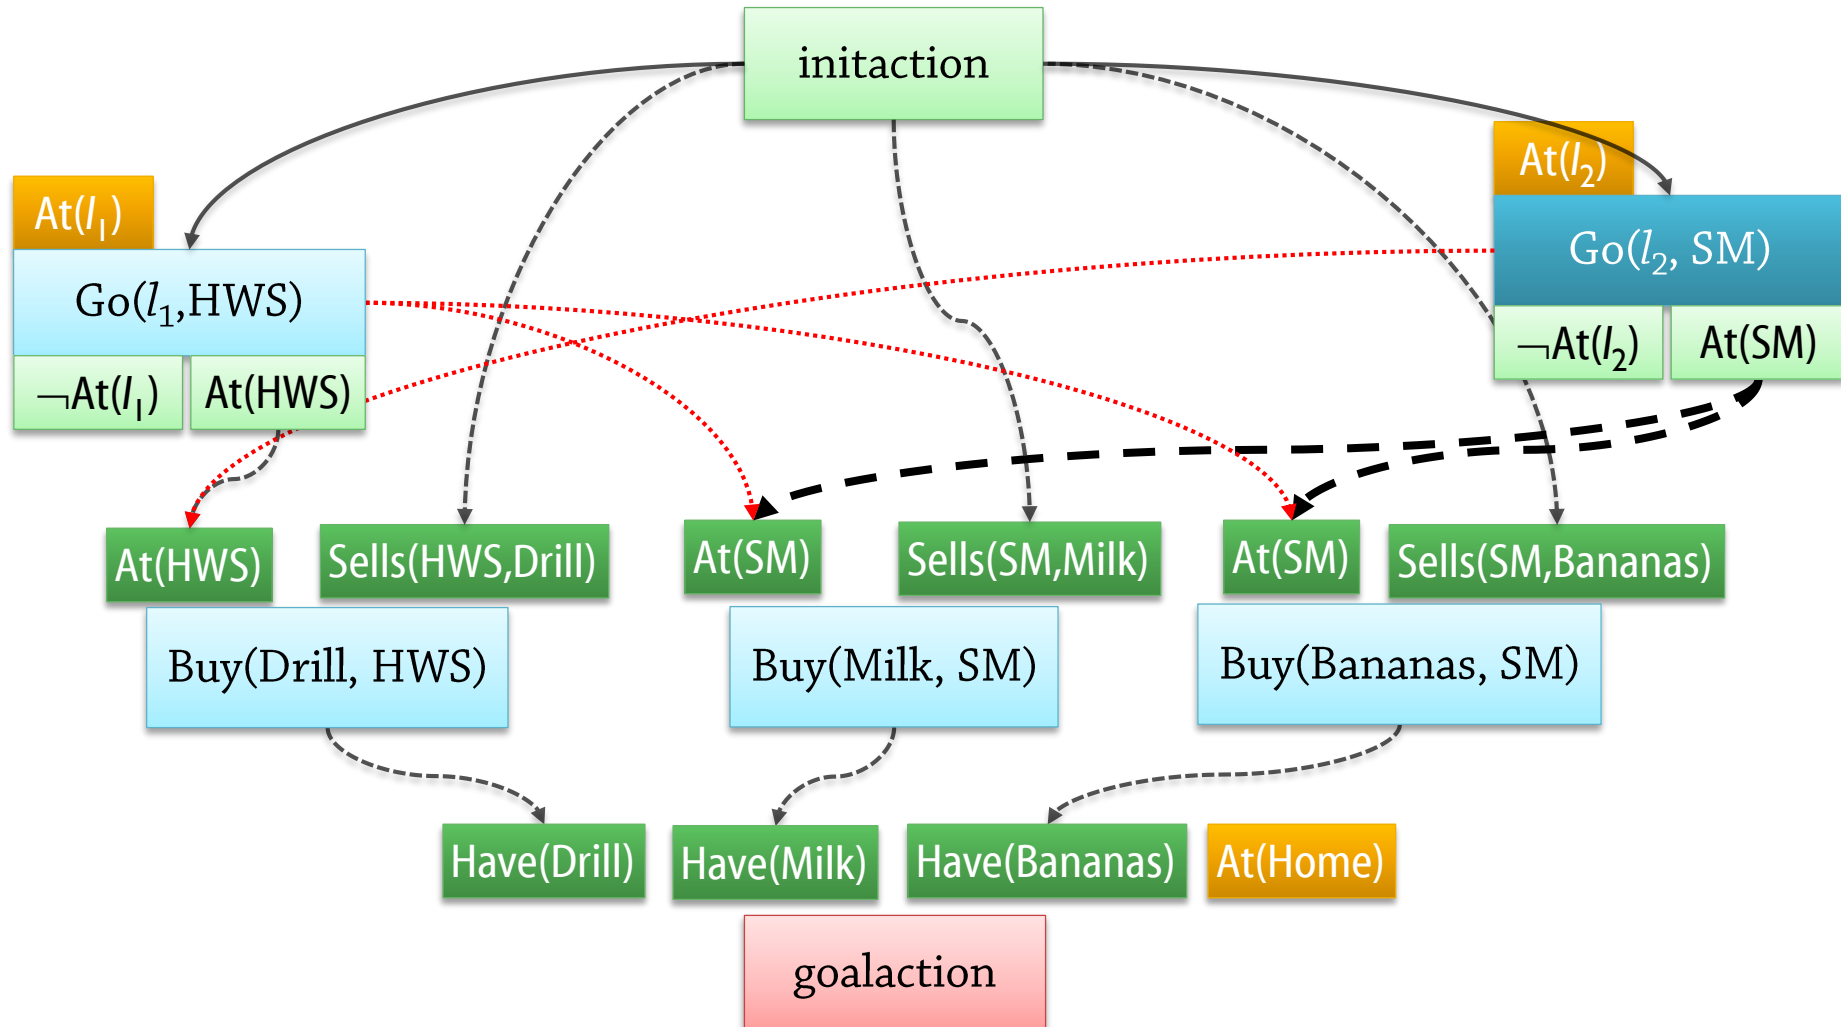 initaction
At(l₂)
Go(l₂, SM)
¬At(l₂) At(SM)
At(l₁)
Go(l₁,HWS)
¬At(l₁) At(HWS)
At(HWS) Sells(HWS,Drill) At(SM) Sells(SM,Milk) At(SM) Sells(SM,Bananas)
Buy(Drill, HWS) Buy(Milk, SM) Buy(Bananas, SM)
Have(Drill) Have(Milk) Have(Bananas) At(Home)
goalaction